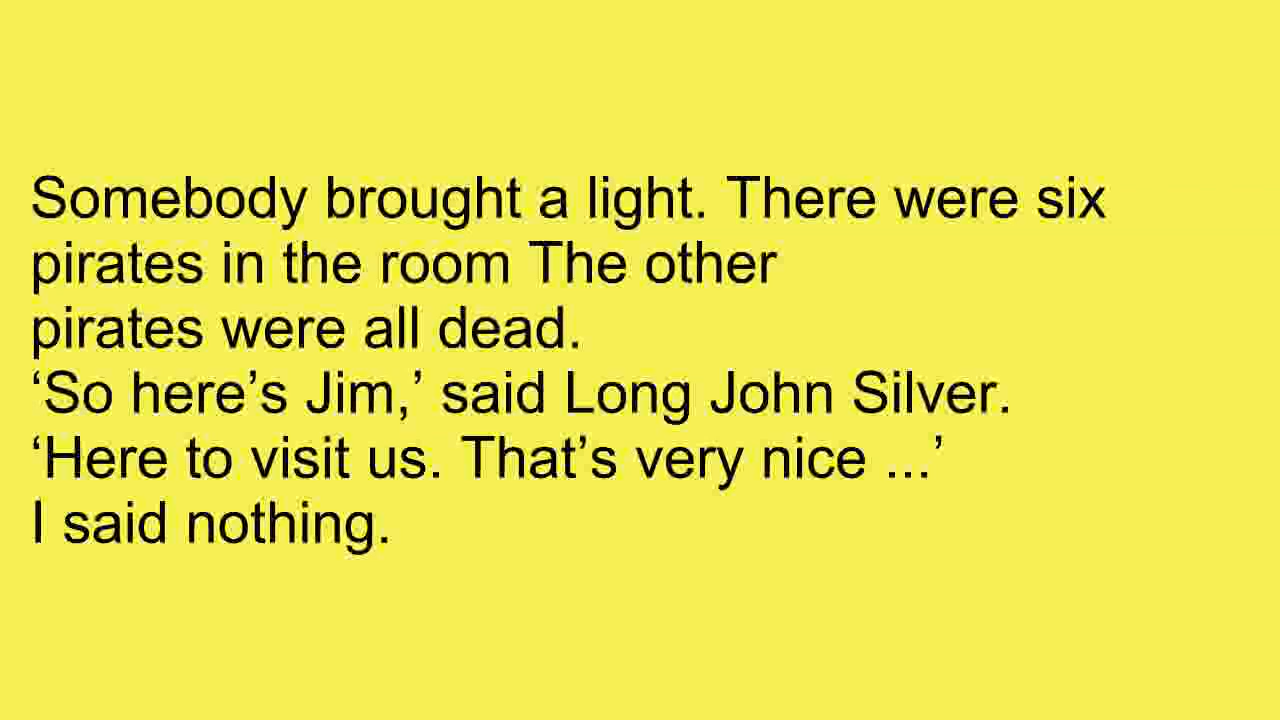 Somebody brought a light. There were six
pirates in the room The other
pirates were all dead.
‘So here’s Jim,’ said Long John Silver.
‘Here to visit us. That’s very nice ...’
I said nothing.